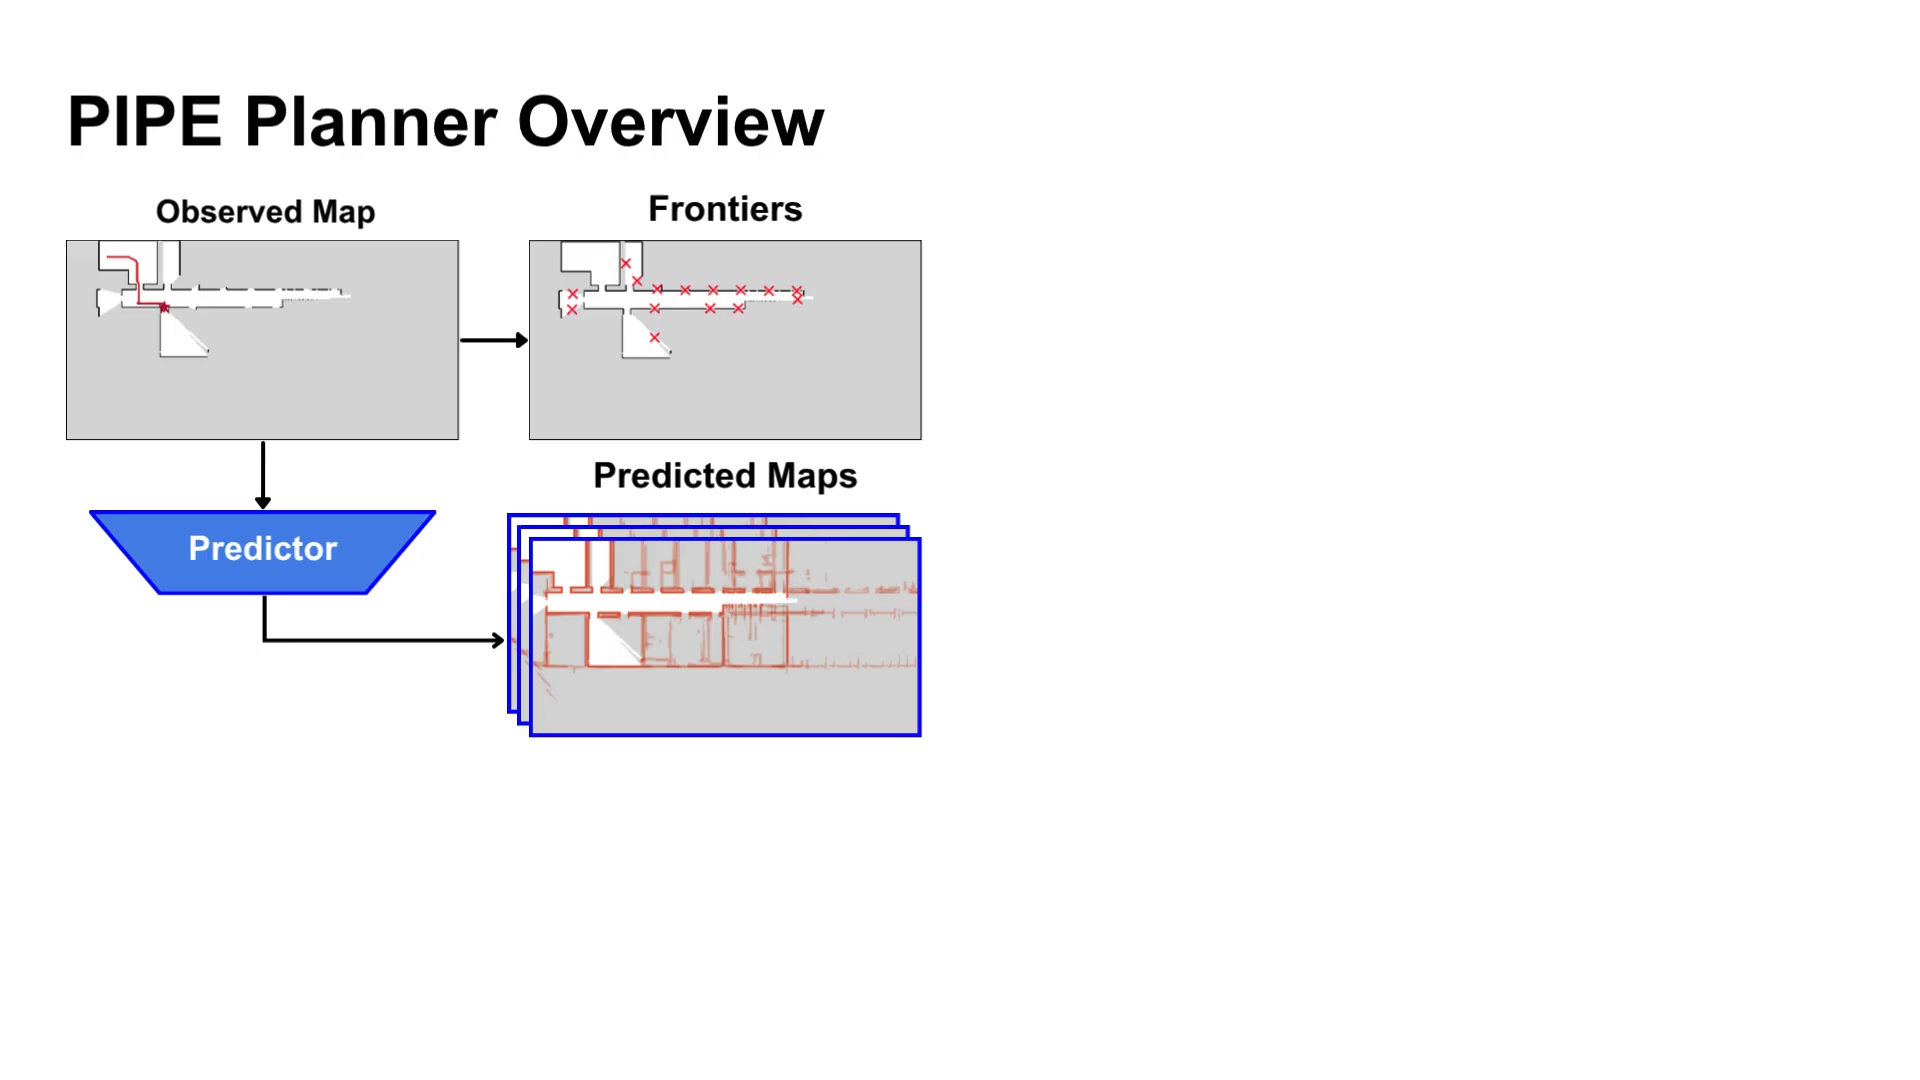 PIPE Planner Overview
Observed Map
Frontiers
Predicted Maps
Predictor